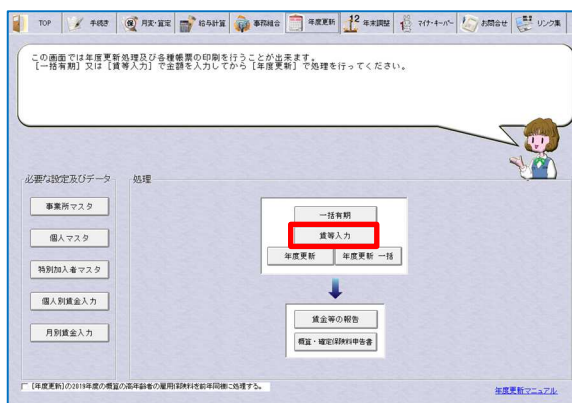 TOP 手続き 月変・算定 給与計算 事務組合 年度更新 12 年末調整 マイナンバー お問合せ リンク集
この画面では年度更新処理及び各種帳票の印刷を行うことが出来ます。
[一括有期]又は[賃等入力]で金額を入力してから[年度更新]で処理を行ってください。
必要な設定及びデータ
事業所マスタ
個人マスタ
特別加入者マスタ
個人別賃金入力
月別賃金入力
処理
一括有期
賃等入力
年度更新 年度更新 一括
賃金等の報告
概算・確定保険料申告書
[年度更新]の2019年度の概算の高年齢者の雇用保険料を前年同様に処理する。
年度更新マニュアル